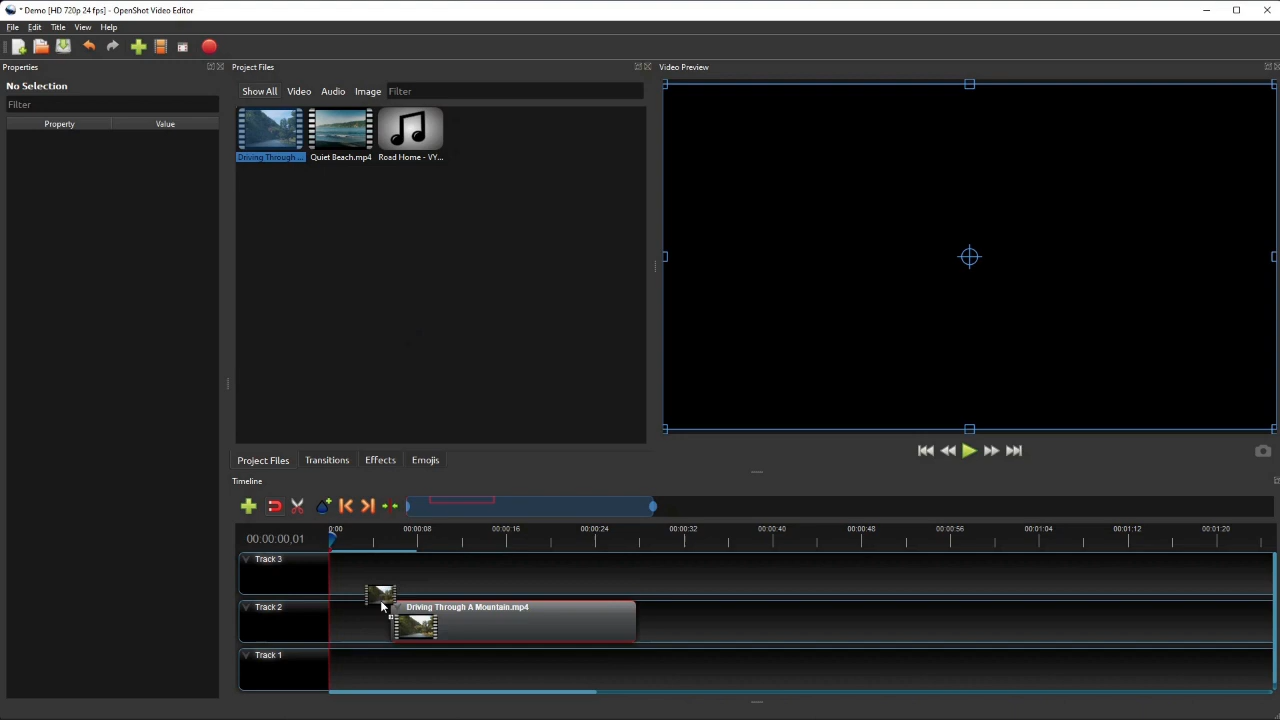 * Demo [HD 720p 24 fps] - OpenShot Video Editor
File Edit Title View Help
Properties
Project Files
Video Preview
No Selection
Filter
Property Value
Show All Video Audio Image Filter
Driving Through ... Quiet Beach.mp4 Road Home - VY...
Project Files Transitions Effects Emojis
Timeline
00:00:00,01
0:00 00:00:08 00:00:16 00:00:24 00:00:32 00:00:40 00:00:48 00:00:56 00:01:04 00:01:12 00:01:20
Track 3
Track 2
Driving Through A Mountain.mp4
Track 1